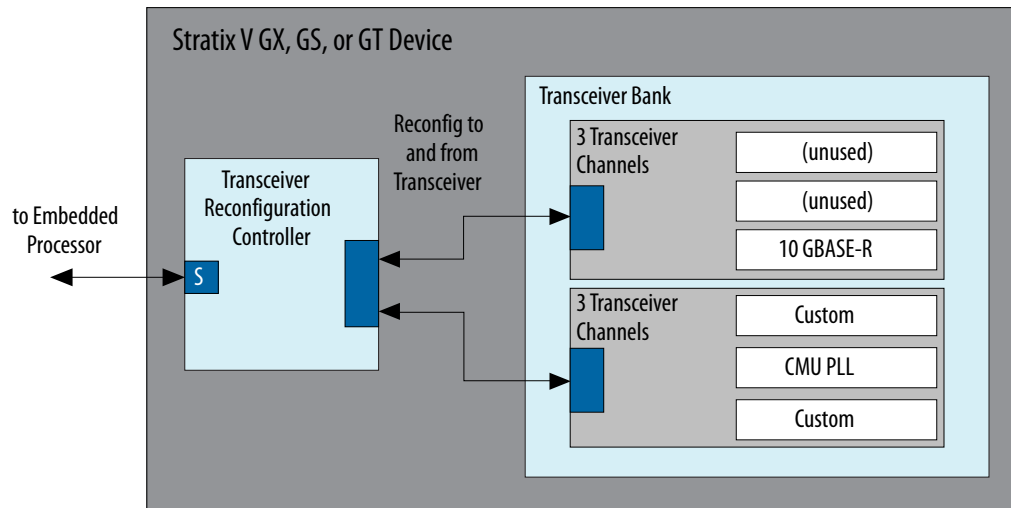 Stratix V GX, GS, or GT Device
Transceiver Bank
Reconfig to
and from
Transceiver
3 Transceiver
Channels
(unused)
(unused)
10 GBASE-R
Transceiver
Reconfiguration
Controller
to Embedded
Processor
S
3 Transceiver
Channels
Custom
CMU PLL
Custom